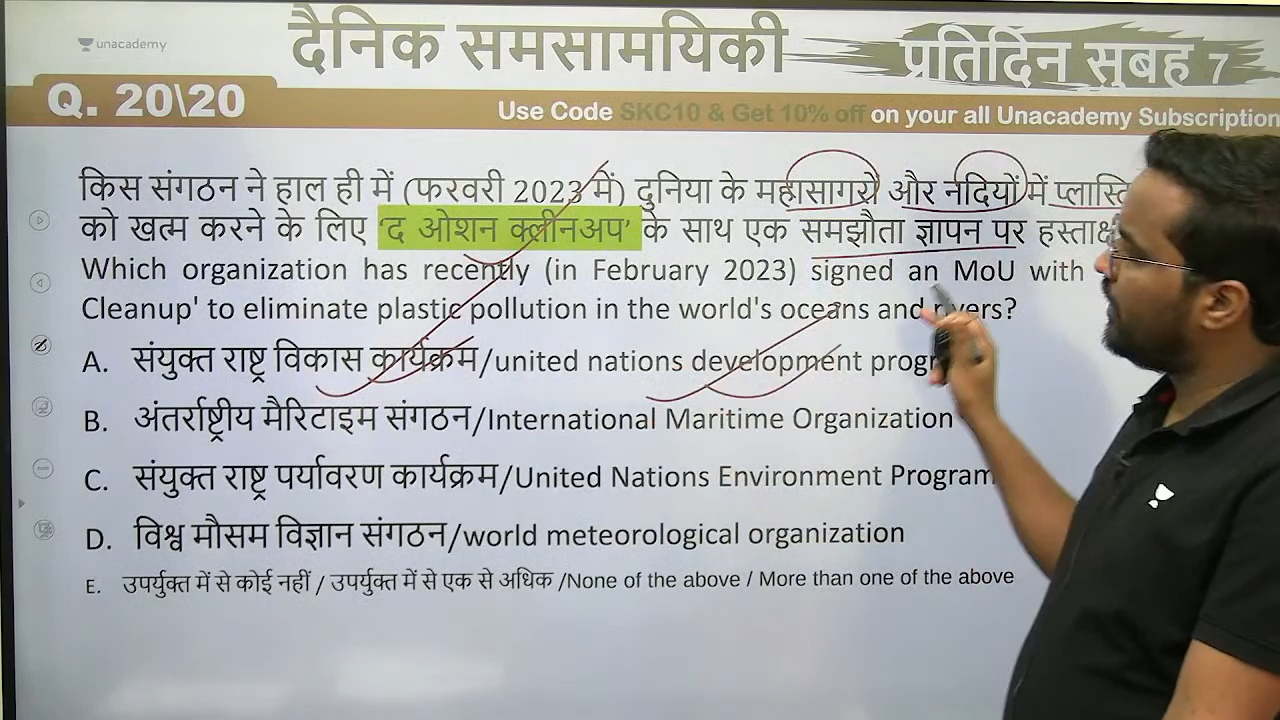 unacademy
दैनिक समसामयिकी
प्रतिदिन सुबह 7
Q. 20\20
Use Code SKC10 & Get 10% off on your all Unacademy Subscription
किस संगठन ने हाल ही में (फरवरी 2023 में) दुनिया के महासागरों और नदियों में
को खत्म करने के लिए 'द ओशन क्लीनअप' के साथ एक समझौता ज्ञापन पर
Which organization has recently (in February 2023) signed an MoU with
Cleanup' to eliminate plastic pollution in the world's oceans and rivers?
A. संयुक्त राष्ट्र विकास कार्यक्रम/united nations development
B. अंतर्राष्ट्रीय मैरिटाइम संगठन/International Maritime Organization
C. संयुक्त राष्ट्र पर्यावरण कार्यक्रम/United Nations Environment Program
D. विश्व मौसम विज्ञान संगठन/world meteorological organization
E. उपर्युक्त में से कोई नहीं / उपर्युक्त में से एक से अधिक /None of the above / More than one of the above